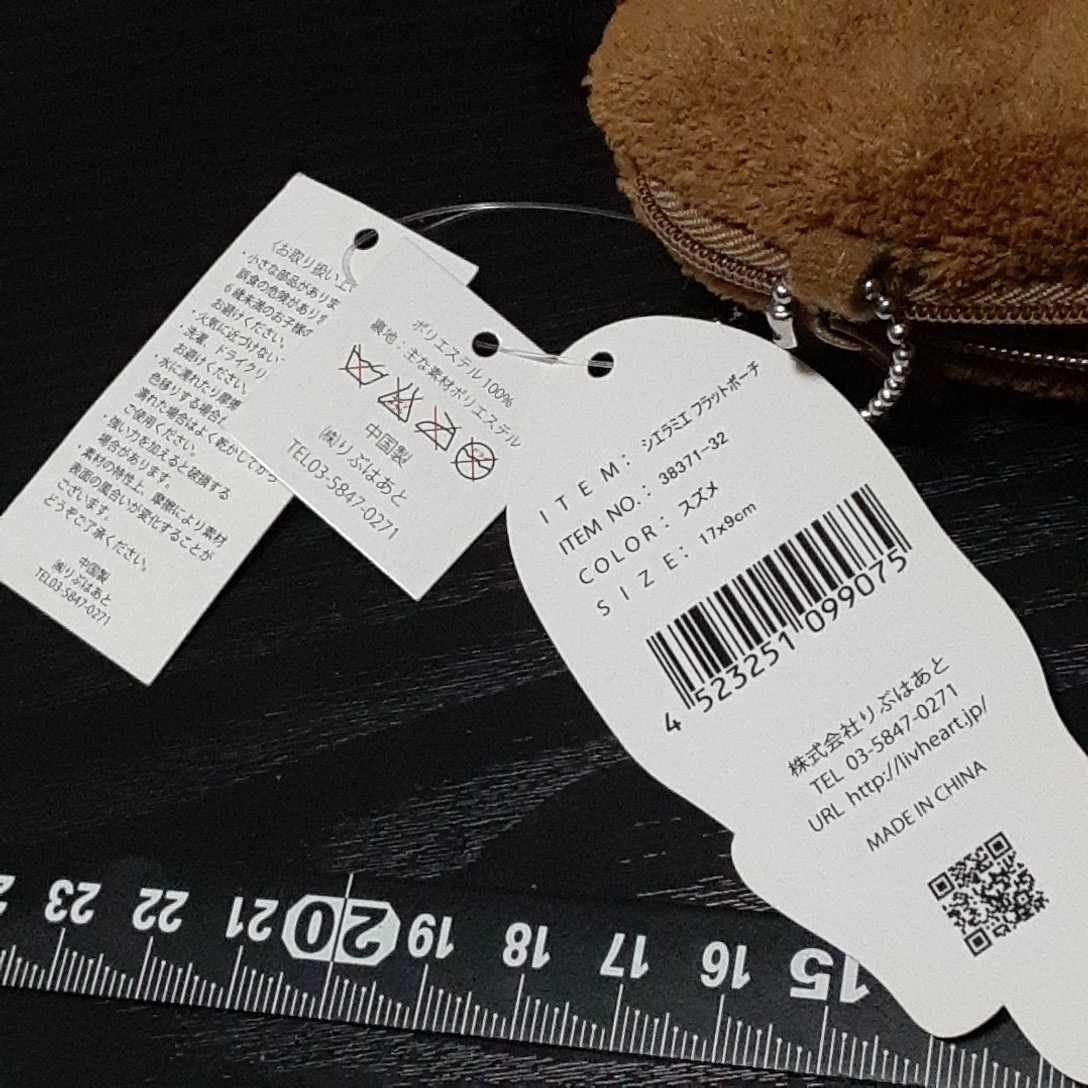 〈お取り扱い上
・小さな部品がありま
誤食の危険がありま
6歳未満のお子様の
お避けください。
・火気に近づけない
・洗濯、ドライクリ
お避けください。
・水に濡れたり摩擦
色移りする場合
濡れた場合はよく乾かしてか
ご使用ください。
・強い力を加えると破損する
場合があります。
・素材の特性上、摩擦により素材
表面の風合いが変化することが
ございます。
どうぞご了承ください。
中国製
㈱りぶはあと
TEL03-5847-0271
ポリエステル 100%
裏地：主な素材ポリエステル
中国製
(株)りぶはあと
TEL03-5847-0271
ITEM：シエラミエ フラットポーチ
ITEM NO.：38371-32
COLOR：スズメ
SIZE：17x9cm
4 523251 099075
株式会社りぶはあと
TEL 03-5847-0271
URL http://livheart.jp/
MADE IN CHINA
23 22 21 20 19 18 17 16 15